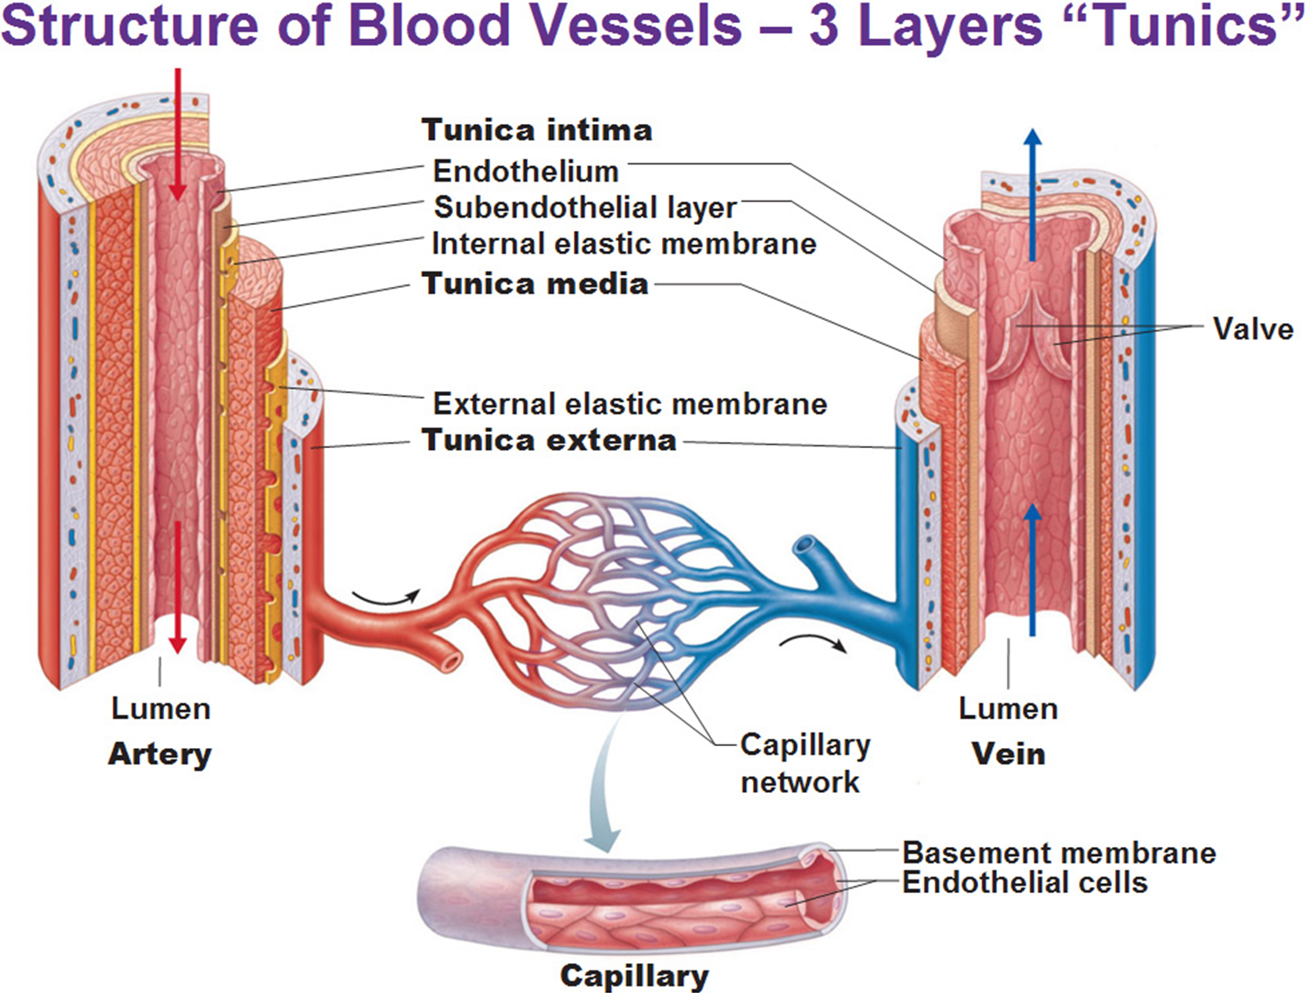 Structure of Blood Vessels – 3 Layers “Tunics”
Tunica intima
Endothelium
Subendothelial layer
Internal elastic membrane
Tunica media
Valve
External elastic membrane
Tunica externa
Lumen
Artery
Lumen
Vein
Capillary
network
Basement membrane
Endothelial cells
Capillary